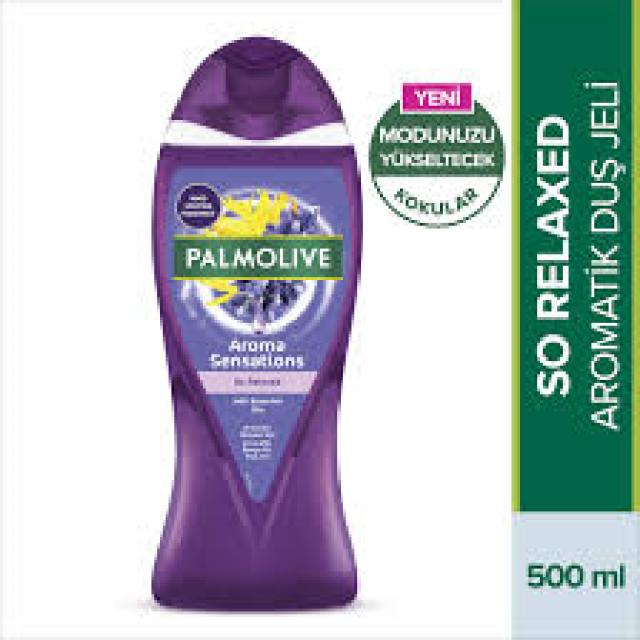 YENİ
MODUNUZU
YÜKSELTECEK
KOKULAR
PALMOLIVE
Aroma
Sensations
So Relaxed
SO RELAXED
AROMATİK DUŞ JELİ
500 ml